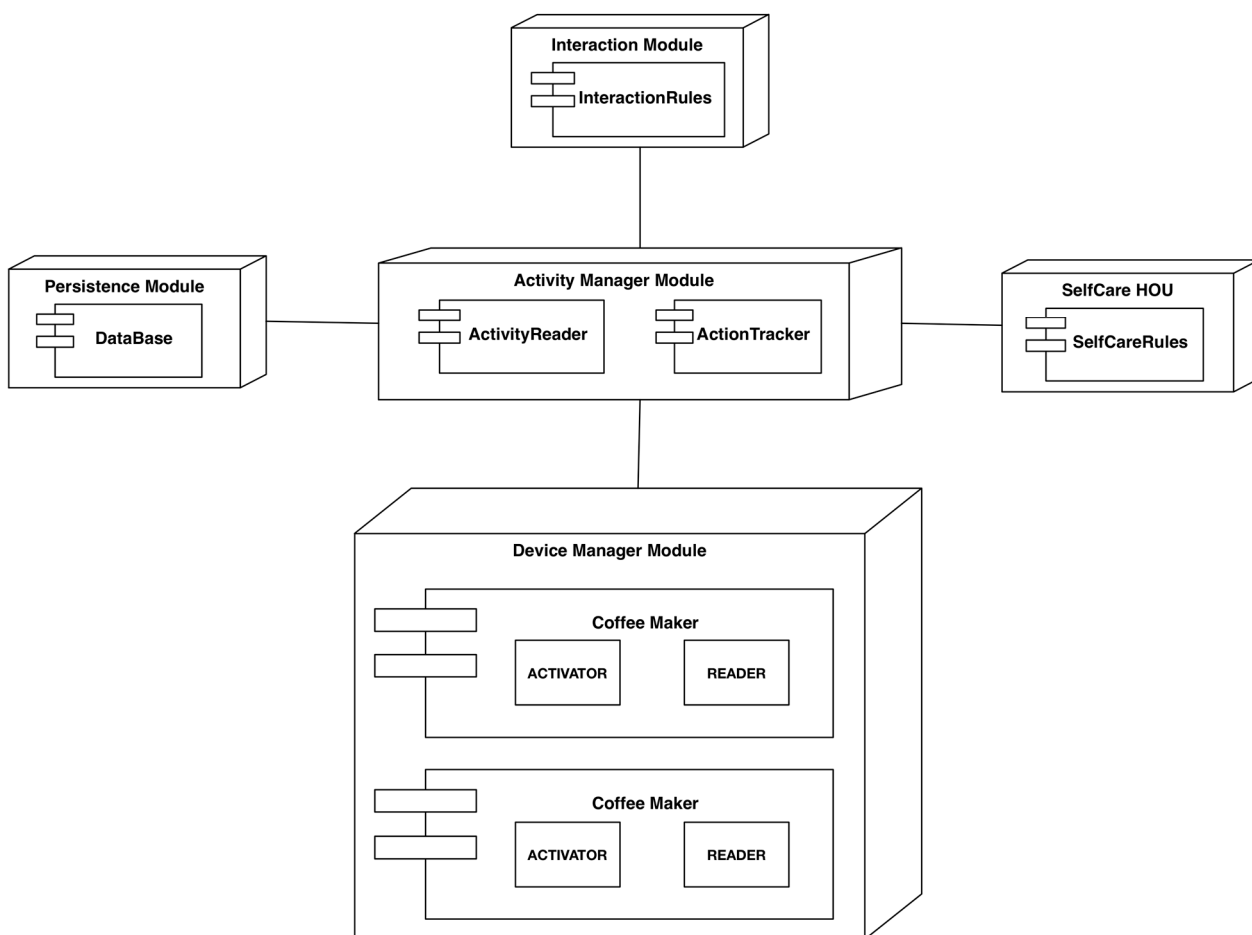 Interaction Module
InteractionRules
Persistence Module
DataBase
Activity Manager Module
ActivityReader
ActionTracker
SelfCare HOU
SelfCareRules
Device Manager Module
Coffee Maker
ACTIVATOR
READER
Coffee Maker
ACTIVATOR
READER